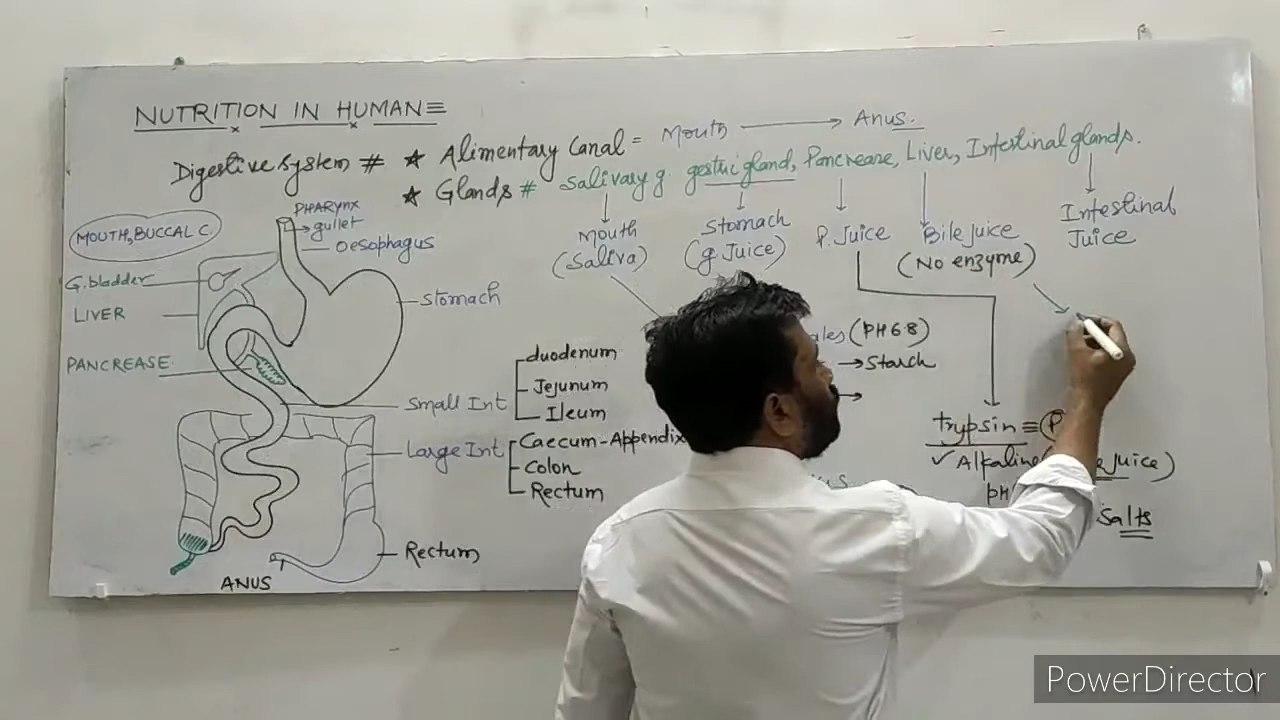 NUTRITION IN HUMAN
Digestive System # ★ Alimentary Canal = Mouth → Anus.
★ Glands # Salivary g. gestric gland, Pancrease, Liver, Intestinal glands.
Mouth
(Saliva)
Stomach
(g. Juice)
P. Juice
Bile juice
(No enzyme)
Intestinal
Juice
MOUTH, BUCCAL C.
PHARYNX
gullet
Oesophagus
G. bladder
LIVER
PANCREASE
Stomach
Small Int
duodenum
Jejunum
Ileum
Large Int
Caecum-Appendix
Colon
Rectum
Rectum
ANUS
(PH 6.8)
→ Starch
trypsin ≡
✓ Alkaline
Juice)
Salts
PowerDirector